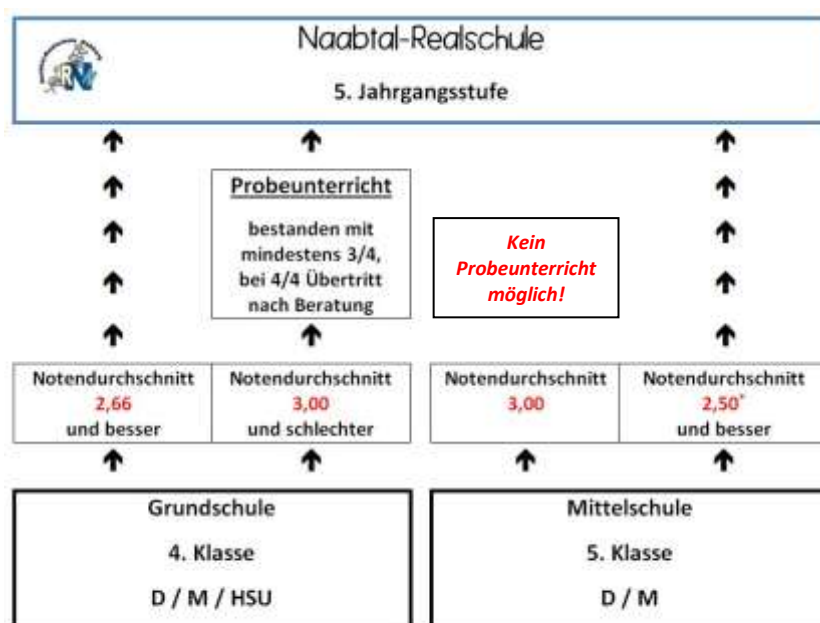 Naabtal-Realschule
5. Jahrgangsstufe
Probeunterricht
bestanden mit
mindestens 3/4,
bei 4/4 Übertritt
nach Beratung
Kein
Probeunterricht
möglich!
Notendurchschnitt
2,66
und besser
Notendurchschnitt
3,00
und schlechter
Notendurchschnitt
3,00
Notendurchschnitt
2,50*
und besser
Grundschule
4. Klasse
D / M / HSU
Mittelschule
5. Klasse
D / M